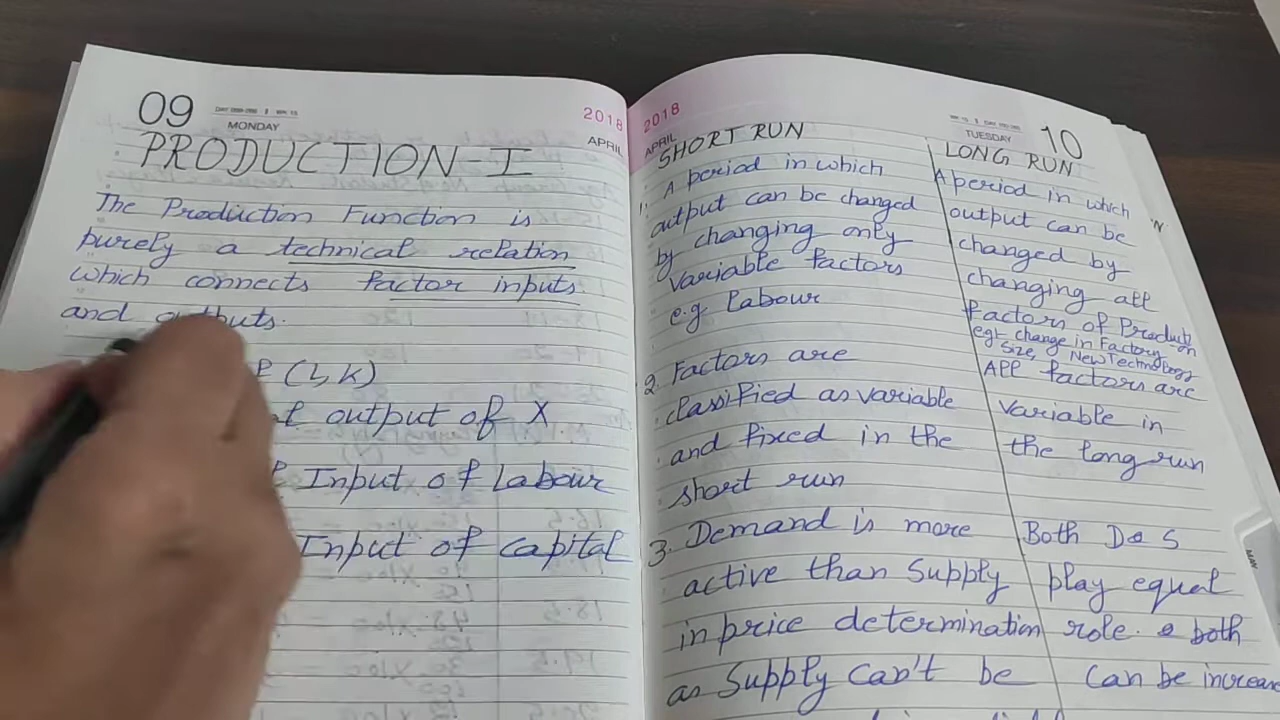 09
MONDAY
2018
APRIL
PRODUCTION-I
The Production Function is
purely a technical relation
which connects factor inputs
and outputs.
f (L, K)
output of X
Input of Labour
Input of capital
2018
APRIL
TUESDAY
10
SHORT RUN
1. A period in which
output can be changed
by changing only
variable factors
e.g. labour
2. Factors are
classified as variable
and fixed in the
short run
3. Demand is more
active than supply
in price determination
as supply can't be
LONG RUN
A period in which
output can be
changed by
changing all
factors of Production
eg:- change in Factory
Size, New Technology
All factors are
variable in
the long run
Both D & S
play equal
role. both
can be increase